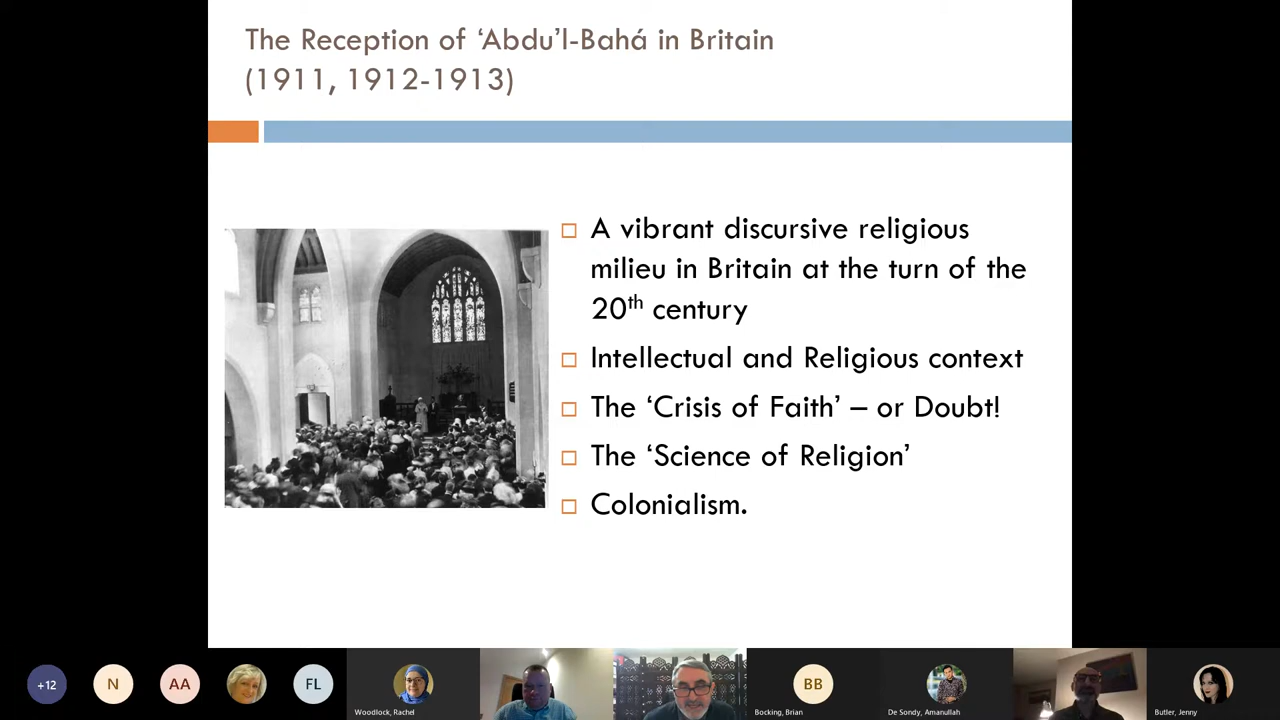 The Reception of ‘Abdu’l-Bahá in Britain
(1911, 1912-1913)
A vibrant discursive religious
milieu in Britain at the turn of the
20th century
Intellectual and Religious context
The ‘Crisis of Faith’ – or Doubt!
The ‘Science of Religion’
Colonialism.
+12
N
AA
FL
BB
Woodlock, Rachel
Bocking, Brian
De Sondy, Amanullah
Butler, Jenny